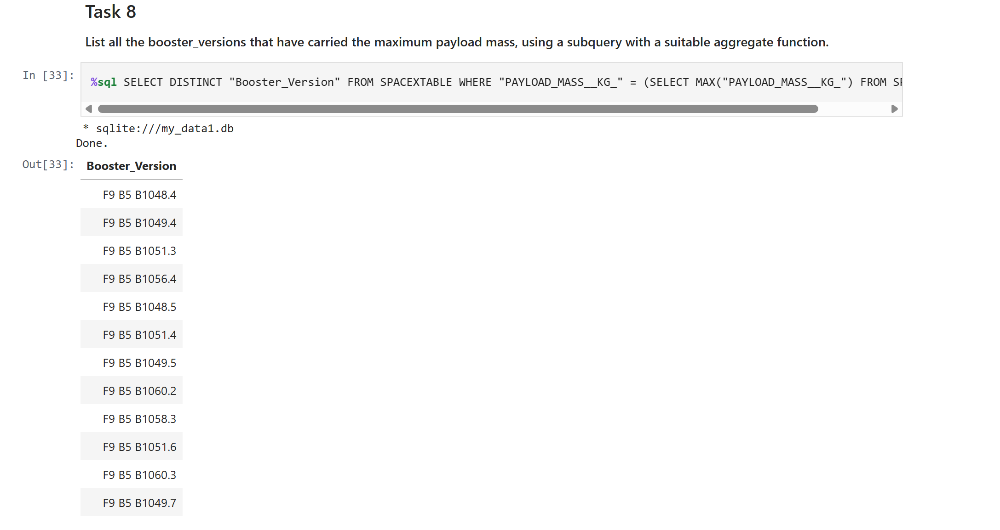 Task 8
List all the booster_versions that have carried the maximum payload mass, using a subquery with a suitable aggregate function.
In [33]:
%sql SELECT DISTINCT "Booster_Version" FROM SPACEXTABLE WHERE "PAYLOAD_MASS__KG_" = (SELECT MAX("PAYLOAD_MASS__KG_") FROM
* sqlite:///my_data1.db
Done.
Out[33]:
Booster_Version
F9 B5 B1048.4
F9 B5 B1049.4
F9 B5 B1051.3
F9 B5 B1056.4
F9 B5 B1048.5
F9 B5 B1051.4
F9 B5 B1049.5
F9 B5 B1060.2
F9 B5 B1058.3
F9 B5 B1051.6
F9 B5 B1060.3
F9 B5 B1049.7